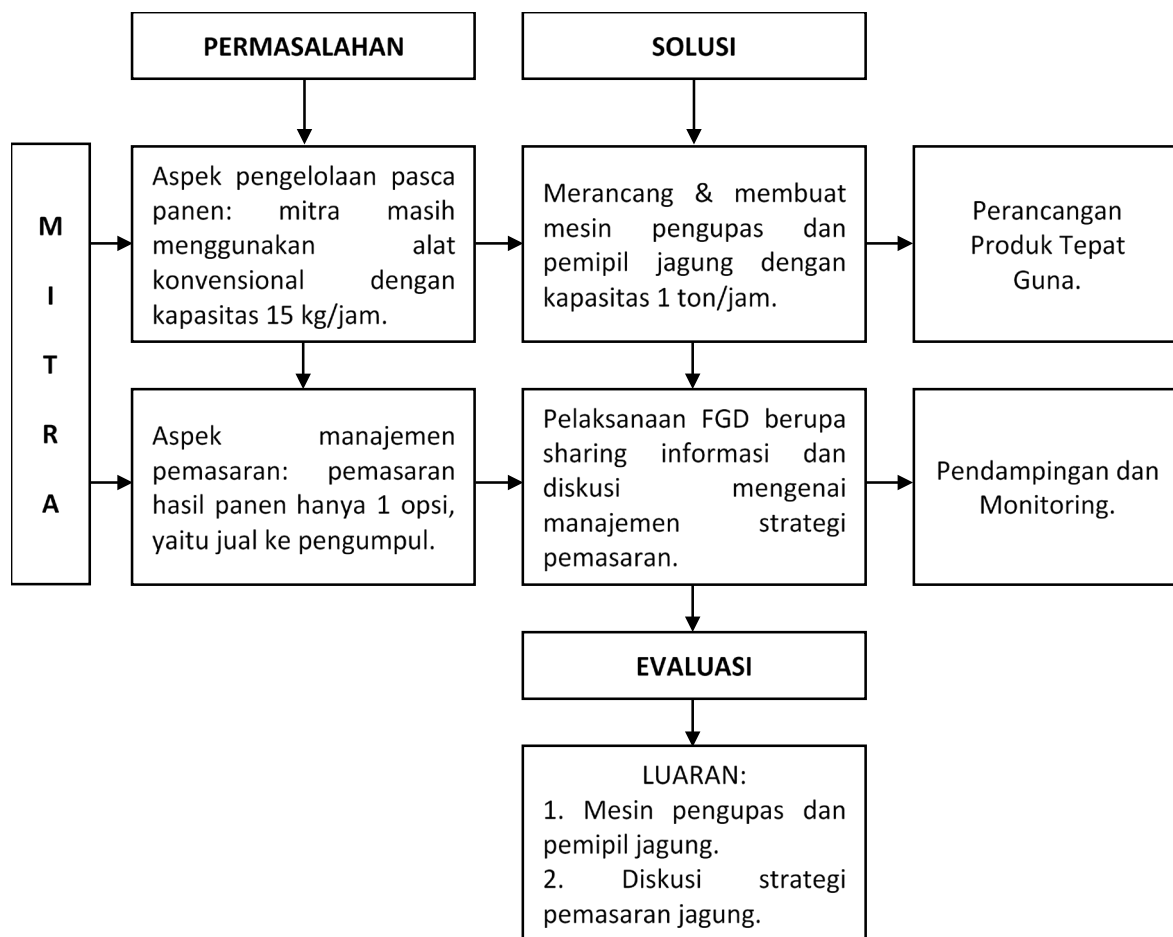 PERMASALAHAN
SOLUSI
M
I
T
R
A
Aspek pengelolaan pasca
panen: mitra masih
menggunakan alat
konvensional dengan
kapasitas 15 kg/jam.
Merancang & membuat
mesin pengupas dan
pemipil jagung dengan
kapasitas 1 ton/jam.
Perancangan
Produk Tepat
Guna.
Aspek manajemen
pemasaran: pemasaran
hasil panen hanya 1 opsi,
yaitu jual ke pengumpul.
Pelaksanaan FGD berupa
sharing informasi dan
diskusi mengenai
manajemen strategi
pemasaran.
Pendampingan dan
Monitoring.
EVALUASI
LUARAN:
1. Mesin pengupas dan
pemipil jagung.
2. Diskusi strategi
pemasaran jagung.